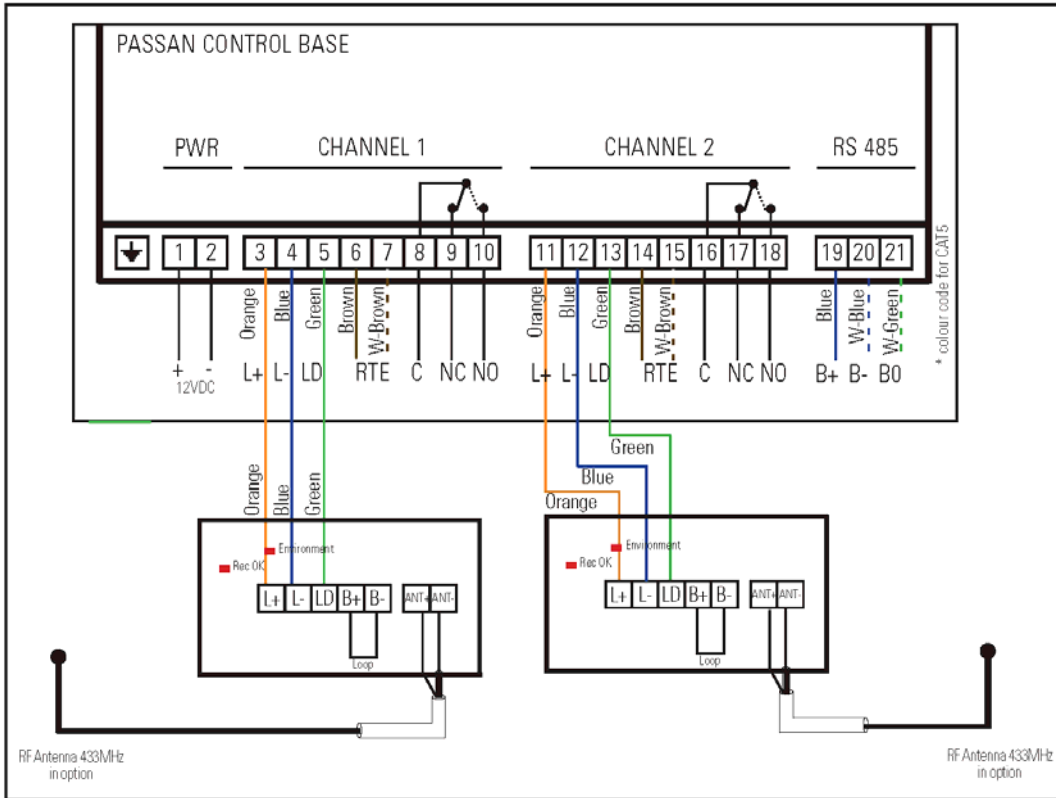 PASSAN CONTROL BASE
PWR CHANNEL 1 CHANNEL 2 RS 485
1 2 3 4 5 6 7 8 9 10 11 12 13 14 15 16 17 18 19 20 21
* colour code for CAT5
Orange Blue Green Brown W-Brown Orange Blue Green Brown W-Brown Blue W-Blue W-Green
+ - L+ L- LD RTE C NC NO L+ L- LD RTE C NC NO B+ B- B0
12VDC
Green
Blue
Orange
Orange Blue Green
Environment
Rec OK
L+ L- LD B+ B- ANT+ ANT-
Loop
Environment
Rec OK
L+ L- LD B+ B- ANT+ ANT-
Loop
RF Antenna 433MHz
in option
RF Antenna 433MHz
in option